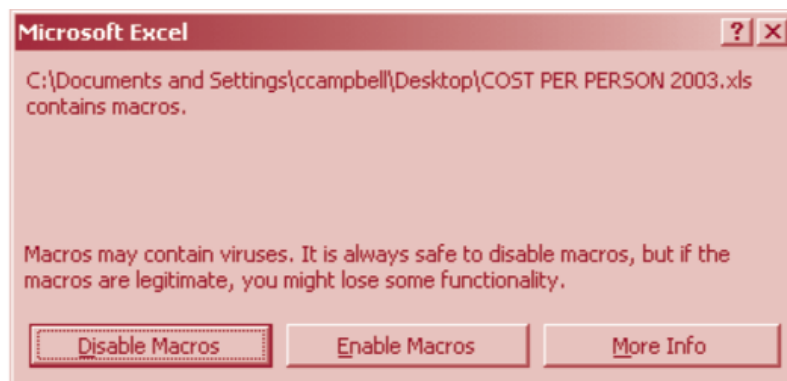 Microsoft Excel
C:\Documents and Settings\ccampbell\Desktop\COST PER PERSON 2003.xls
contains macros.
Macros may contain viruses. It is always safe to disable macros, but if the
macros are legitimate, you might lose some functionality.
Disable Macros Enable Macros More Info